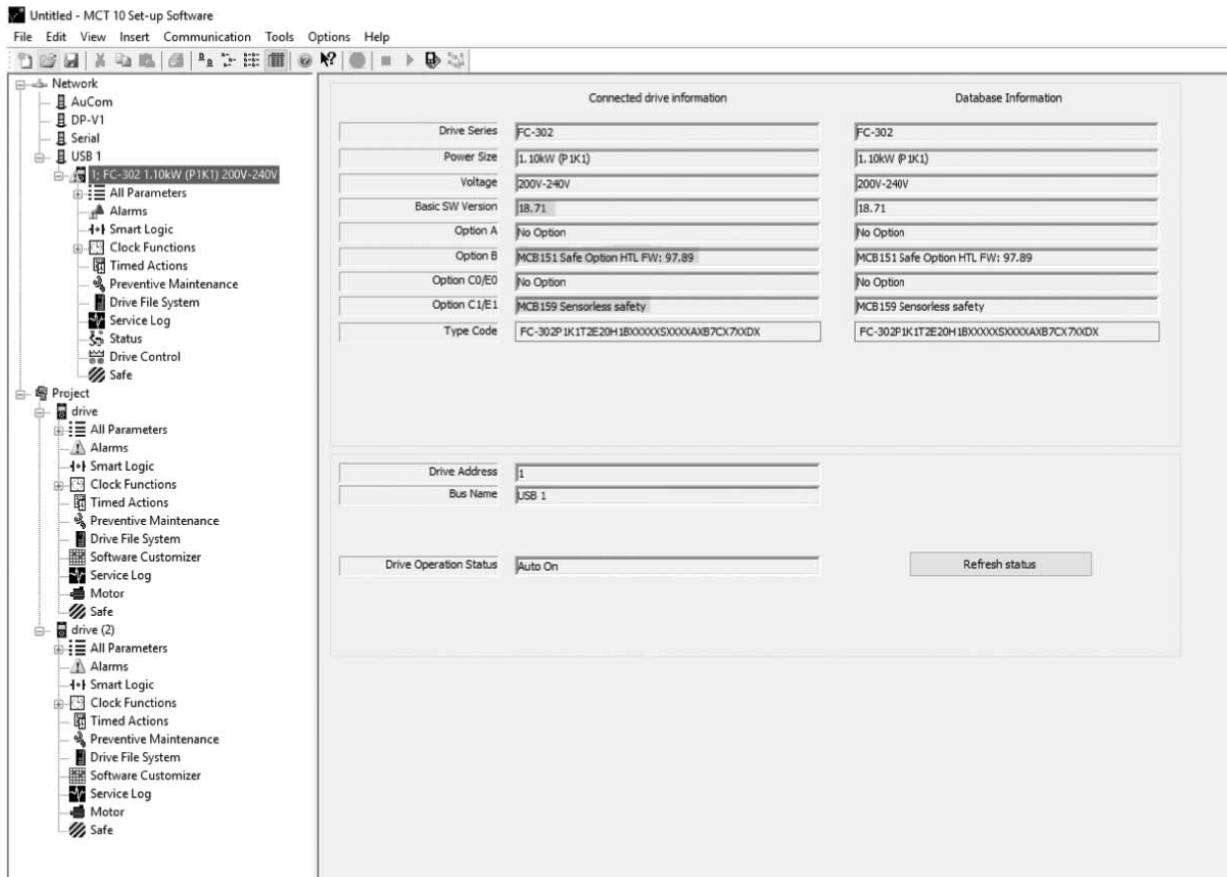 Untitled - MCT 10 Set-up Software
File Edit View Insert Communication Tools Options Help
Network
AuCom
DP-V1
Serial
USB 1
1; FC-302 1.10kW (P1K1) 200V-240V
All Parameters
Alarms
Smart Logic
Clock Functions
Timed Actions
Preventive Maintenance
Drive File System
Service Log
Status
Drive Control
Safe
Project
drive
All Parameters
Alarms
Smart Logic
Clock Functions
Timed Actions
Preventive Maintenance
Drive File System
Software Customizer
Service Log
Motor
Safe
drive (2)
All Parameters
Alarms
Smart Logic
Clock Functions
Timed Actions
Preventive Maintenance
Drive File System
Software Customizer
Service Log
Motor
Safe
Connected drive information Database Information
Drive Series FC-302 FC-302
Power Size 1.10kW (P1K1) 1.10kW (P1K1)
Voltage 200V-240V 200V-240V
Basic SW Version 18.71 18.71
Option A No Option No Option
Option B MCB151 Safe Option HTL FW: 97.89 MCB151 Safe Option HTL FW: 97.89
Option C0/E0 No Option No Option
Option C1/E1 MCB159 Sensorless safety MCB159 Sensorless safety
Type Code FC-302P1K1T2E20H1BXXXXXSXXXXAXB7CX7XXDX FC-302P1K1T2E20H1BXXXXXSXXXXAXB7CX7XXDX
Drive Address 1
Bus Name USB 1
Drive Operation Status Auto On Refresh status